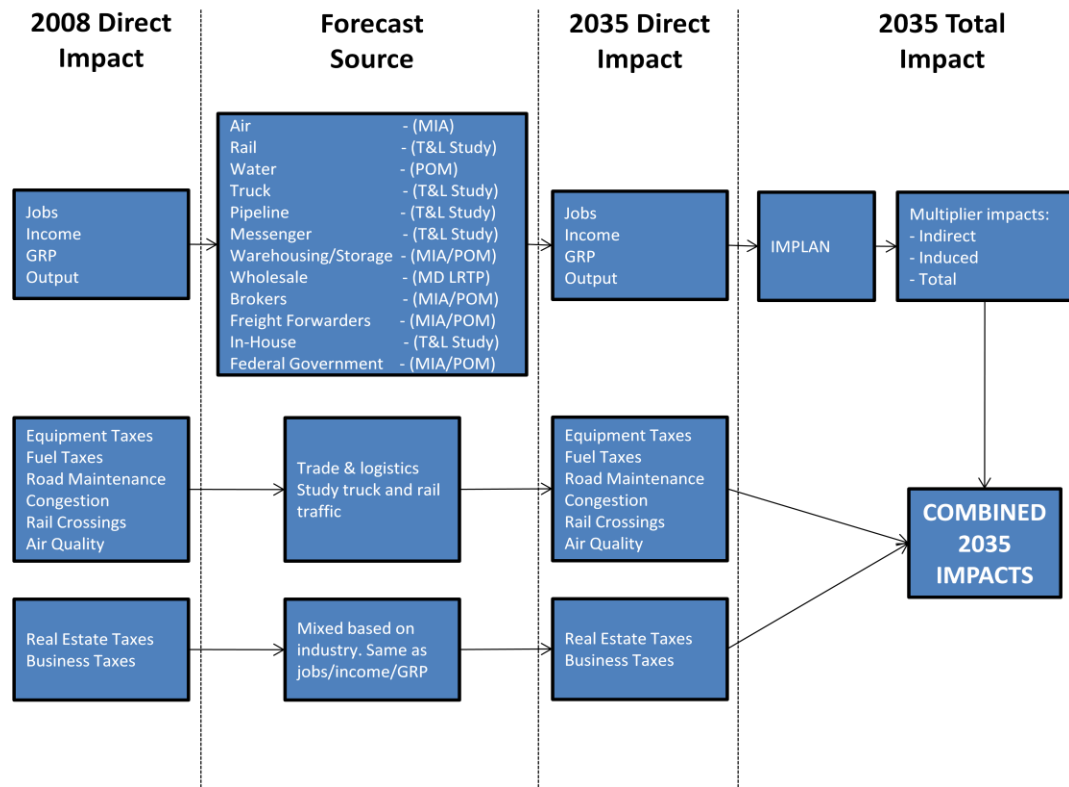 2008 Direct
Impact
Forecast
Source
2035 Direct
Impact
2035 Total
Impact
Jobs
Income
GRP
Output
Air - (MIA)
Rail - (T&L Study)
Water - (POM)
Truck - (T&L Study)
Pipeline - (T&L Study)
Messenger - (T&L Study)
Warehousing/Storage - (MIA/POM)
Wholesale - (MD LRTP)
Brokers - (MIA/POM)
Freight Forwarders - (MIA/POM)
In-House - (T&L Study)
Federal Government - (MIA/POM)
Jobs
Income
GRP
Output
IMPLAN
Multiplier impacts:
- Indirect
- Induced
- Total
Equipment Taxes
Fuel Taxes
Road Maintenance
Congestion
Rail Crossings
Air Quality
Trade & logistics
Study truck and rail
traffic
Equipment Taxes
Fuel Taxes
Road Maintenance
Congestion
Rail Crossings
Air Quality
COMBINED
2035
IMPACTS
Real Estate Taxes
Business Taxes
Mixed based on
industry. Same as
jobs/income/GRP
Real Estate Taxes
Business Taxes